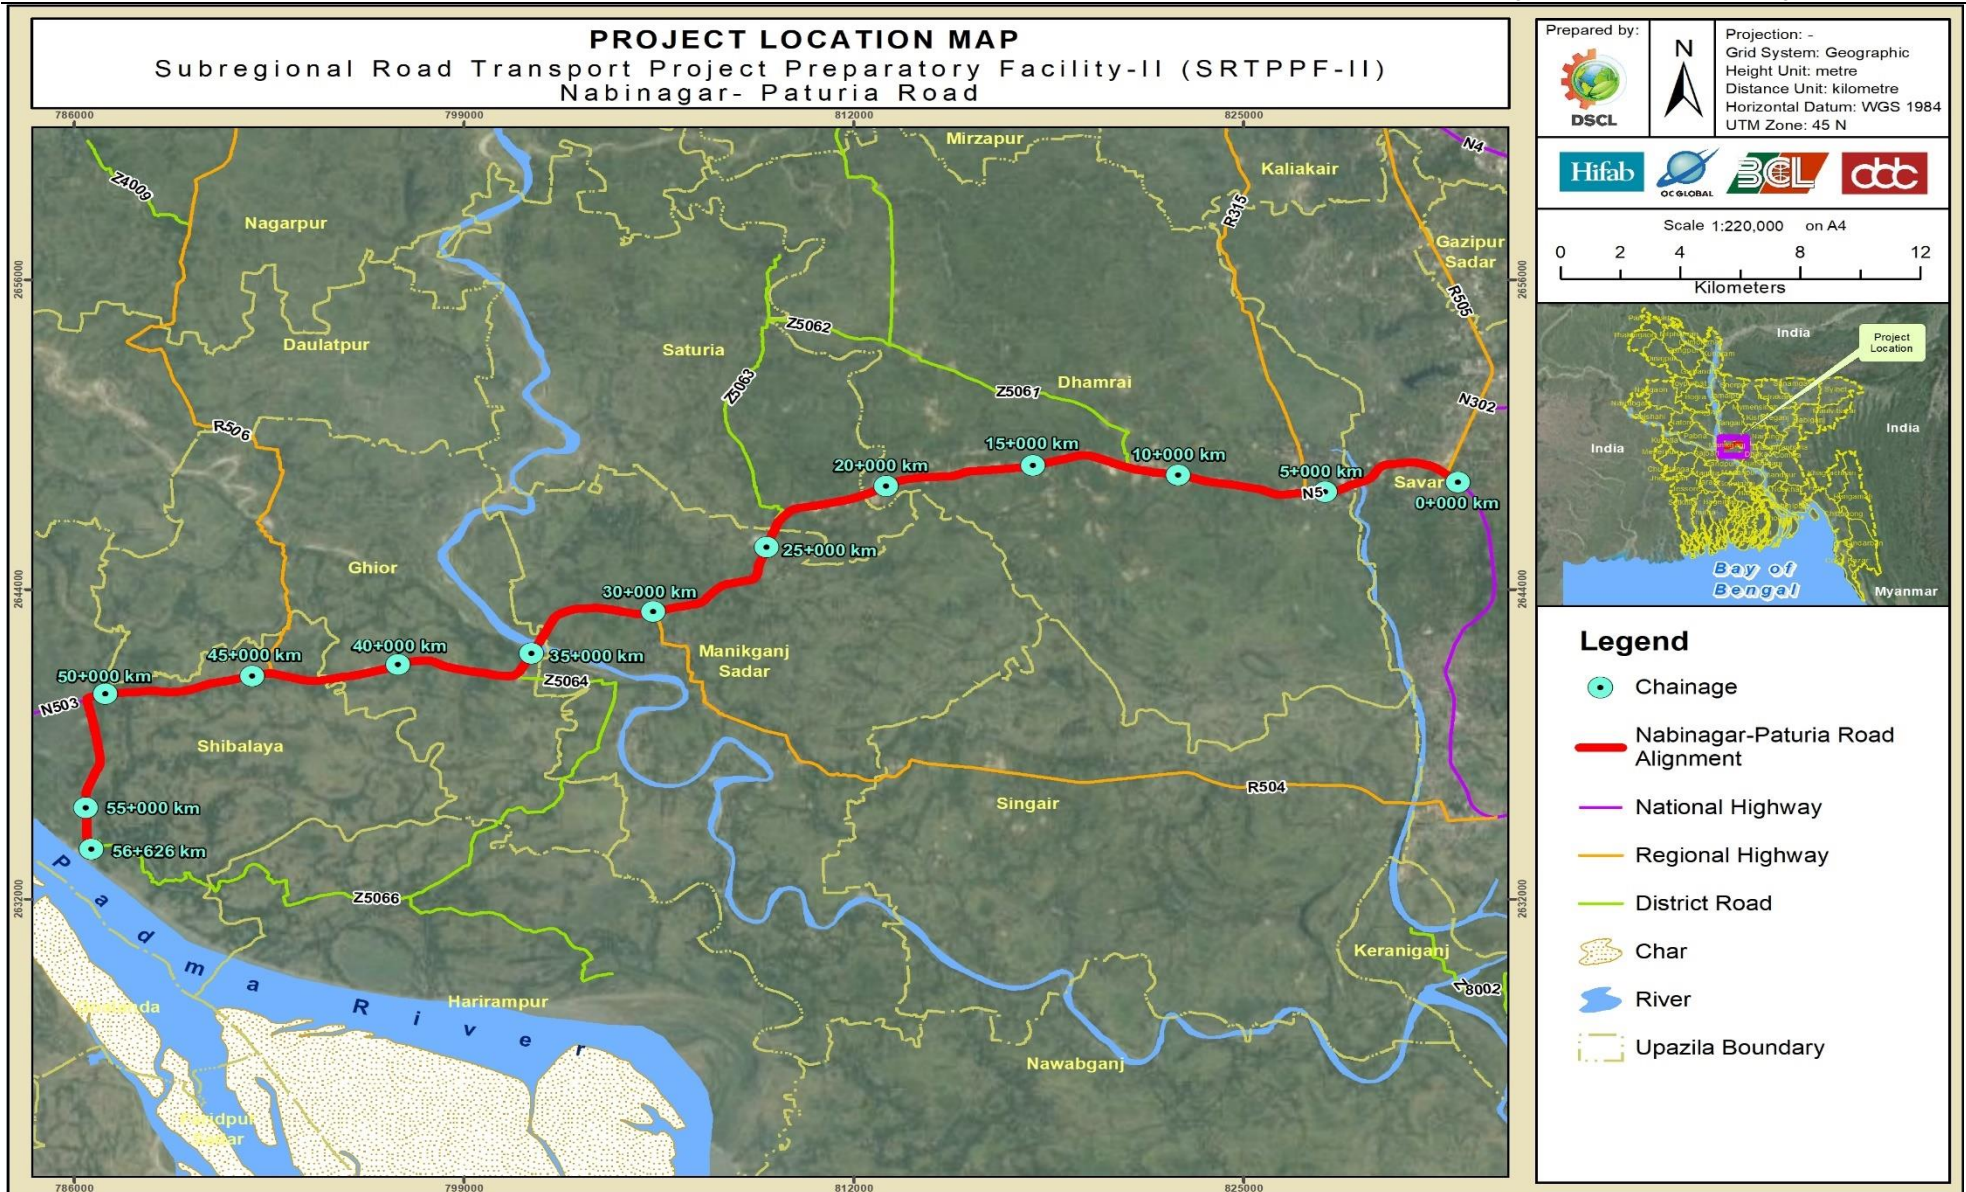 PROJECT LOCATION MAP
Subregional Road Transport Project Preparatory Facility-II (SRTPPF-II)
Nabinagar- Paturia Road
786000
799000
812000
825000
Prepared by:
DSCL
N
Projection: -
Grid System: Geographic
Height Unit: metre
Distance Unit: kilometre
Horizontal Datum: WGS 1984
UTM Zone: 45 N
Hifab
OC GLOBAL
BCL
Scale 1:220,000 on A4
0 2 4 8 12
Kilometers
Mirzapur
N4
Kaliakair
Z4009
R315
Nagarpur
Gazipur
Sadar
2656000
2656000
R505
Z5062
Daulatpur
Saturia
Dhamrai
Z5063
Z5061
N302
R506
15+000 km
10+000 km
20+000 km
5+000 km
Savar
N5
0+000 km
25+000 km
Ghior
2644000
2644000
30+000 km
Manikganj
Sadar
40+000 km
45+000 km
35+000 km
50+000 km
Z5064
N503
Shibalaya
R504
Singair
55+000 km
56+626 km
Z5066
2632000
2632000
Padma River
Keraniganj
Z8002
Harirampur
Nawabganj
786000
799000
812000
825000
India
Project
Location
India
India
Bay of
Bengal
Myanmar
Legend
Chainage
Nabinagar-Paturia Road
Alignment
National Highway
Regional Highway
District Road
Char
River
Upazila Boundary